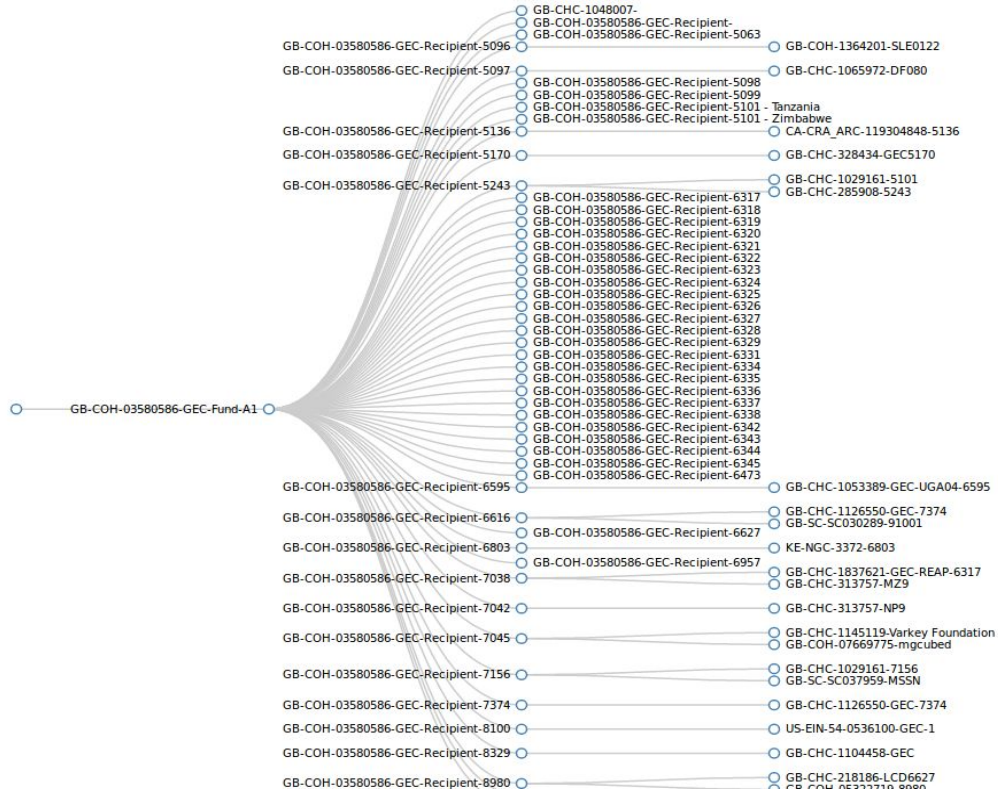 GB-CHC-1048007-
GB-COH-03580586-GEC-Recipient-
GB-COH-03580586-GEC-Recipient-5063
GB-COH-03580586-GEC-Recipient-5096 GB-COH-1364201-SLE0122
GB-COH-03580586-GEC-Recipient-5097 GB-CHC-1065972-DF080
GB-COH-03580586-GEC-Recipient-5098
GB-COH-03580586-GEC-Recipient-5099
GB-COH-03580586-GEC-Recipient-5101 - Tanzania
GB-COH-03580586-GEC-Recipient-5101 - Zimbabwe
GB-COH-03580586-GEC-Recipient-5136 CA-CRA_ARC-119304848-5136
GB-COH-03580586-GEC-Recipient-5170 GB-CHC-328434-GEC5170
GB-CHC-1029161-5101
GB-COH-03580586-GEC-Recipient-5243
GB-CHC-285908-5243
GB-COH-03580586-GEC-Recipient-6317
GB-COH-03580586-GEC-Recipient-6318
GB-COH-03580586-GEC-Recipient-6319
GB-COH-03580586-GEC-Recipient-6320
GB-COH-03580586-GEC-Recipient-6321
GB-COH-03580586-GEC-Recipient-6322
GB-COH-03580586-GEC-Recipient-6323
GB-COH-03580586-GEC-Recipient-6324
GB-COH-03580586-GEC-Recipient-6325
GB-COH-03580586-GEC-Recipient-6326
GB-COH-03580586-GEC-Recipient-6327
GB-COH-03580586-GEC-Recipient-6328
GB-COH-03580586-GEC-Recipient-6329
GB-COH-03580586-GEC-Recipient-6331
GB-COH-03580586-GEC-Recipient-6334
GB-COH-03580586-GEC-Recipient-6335
GB-COH-03580586-GEC-Recipient-6336
GB-COH-03580586-GEC-Recipient-6337
GB-COH-03580586-GEC-Fund-A1
GB-COH-03580586-GEC-Recipient-6338
GB-COH-03580586-GEC-Recipient-6342
GB-COH-03580586-GEC-Recipient-6343
GB-COH-03580586-GEC-Recipient-6344
GB-COH-03580586-GEC-Recipient-6345
GB-COH-03580586-GEC-Recipient-6473
GB-COH-03580586-GEC-Recipient-6595 GB-CHC-1053389-GEC-UGA04-6595
GB-CHC-1126550-GEC-7374
GB-COH-03580586-GEC-Recipient-6616
GB-SC-SC030289-91001
GB-COH-03580586-GEC-Recipient-6627
GB-COH-03580586-GEC-Recipient-6803 KE-NGC-3372-6803
GB-COH-03580586-GEC-Recipient-6957
GB-CHC-1837621-GEC-REAP-6317
GB-COH-03580586-GEC-Recipient-7038
GB-CHC-313757-MZ9
GB-COH-03580586-GEC-Recipient-7042 GB-CHC-313757-NP9
GB-CHC-1145119-Varkey Foundation
GB-COH-03580586-GEC-Recipient-7045
GB-COH-07669775-mgcubed
GB-CHC-1029161-7156
GB-COH-03580586-GEC-Recipient-7156
GB-SC-SC037959-MSSN
GB-COH-03580586-GEC-Recipient-7374 GB-CHC-1126550-GEC-7374
GB-COH-03580586-GEC-Recipient-8100 US-EIN-54-0536100-GEC-1
GB-COH-03580586-GEC-Recipient-8329 GB-CHC-1104458-GEC
GB-CHC-218186-LCD6627
GB-COH-03580586-GEC-Recipient-8980